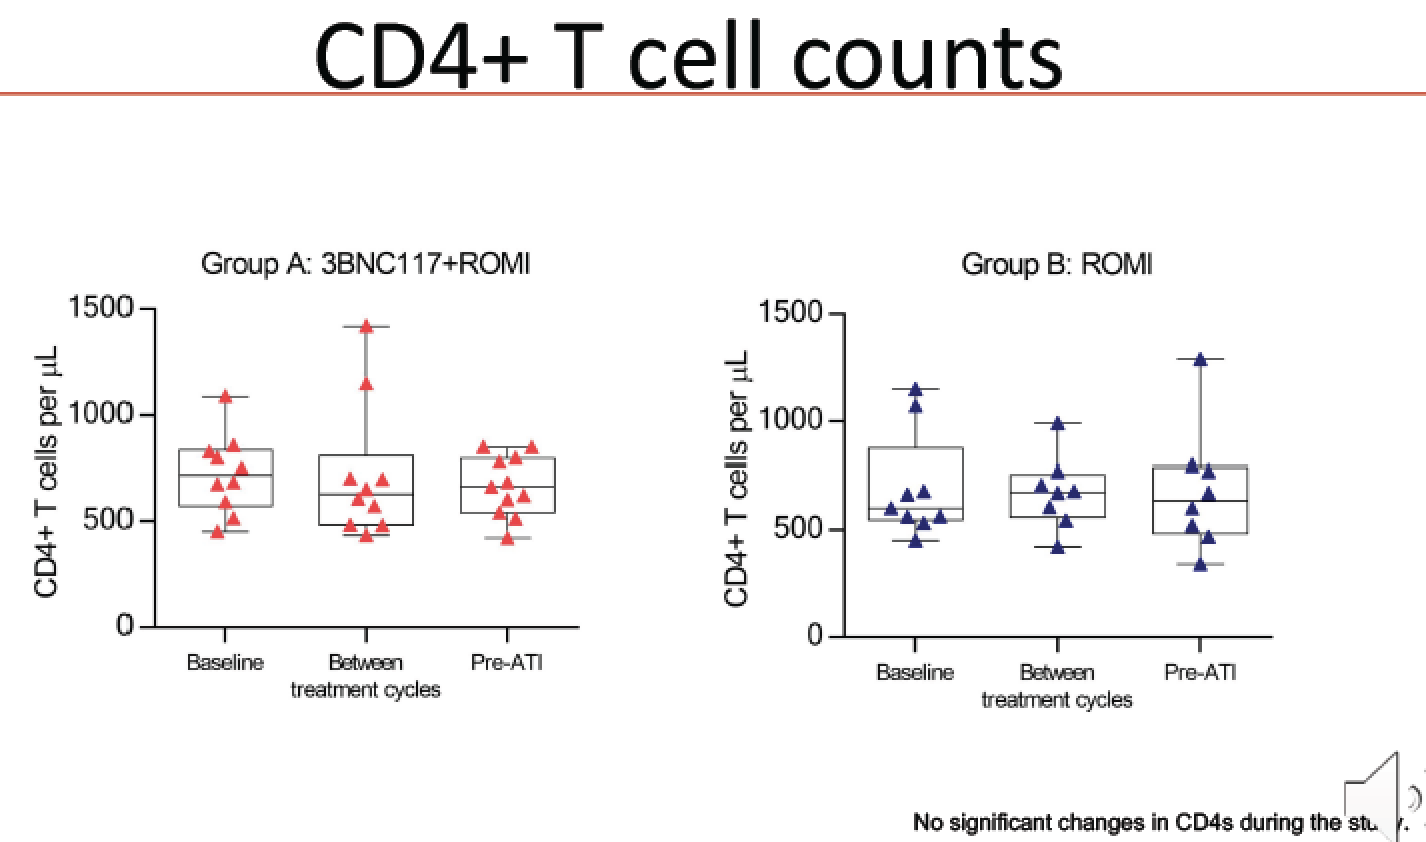 CD4+ T cell counts
Group A: 3BNC117+ROMI
CD4+ T cells per µL
1500
1000
500
0
Baseline
Between
treatment cycles
Pre-ATI
Group B: ROMI
CD4+ T cells per µL
1500
1000
500
0
Baseline
Between
treatment cycles
Pre-ATI
No significant changes in CD4s during the